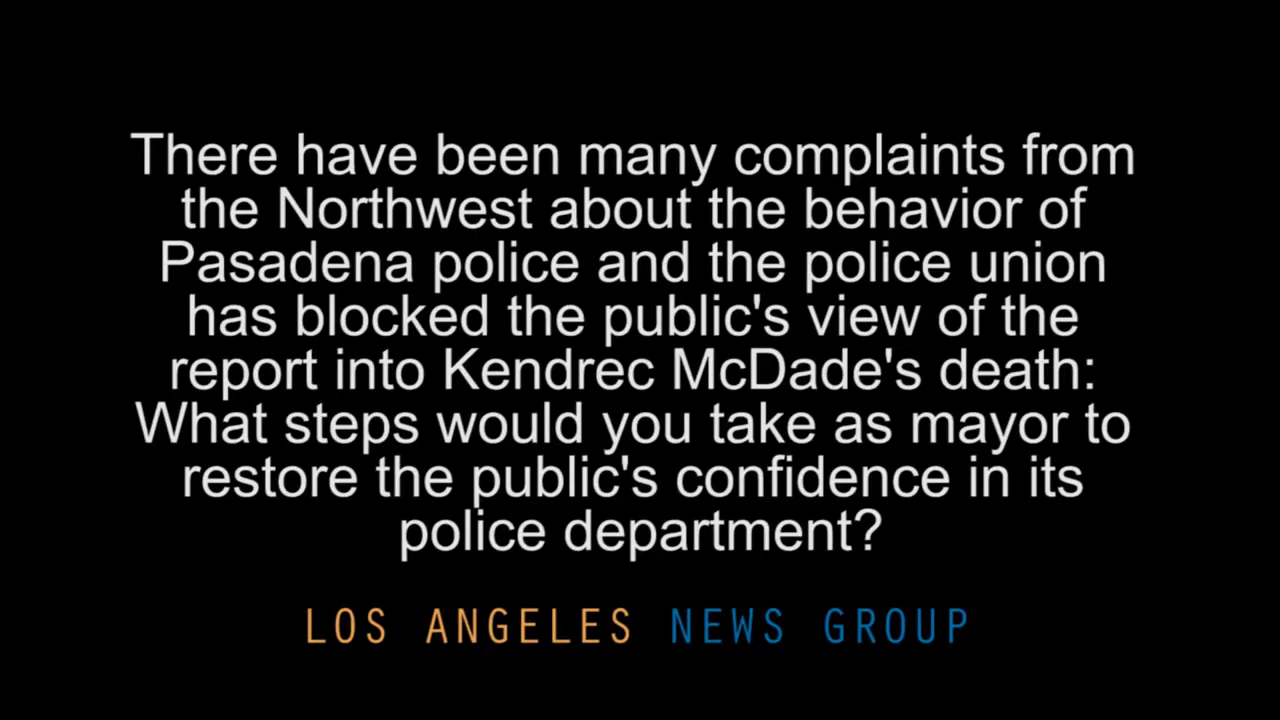 There have been many complaints from
the Northwest about the behavior of
Pasadena police and the police union
has blocked the public's view of the
report into Kendrec McDade's death:
What steps would you take as mayor to
restore the public's confidence in its
police department?
LOS ANGELES NEWS GROUP